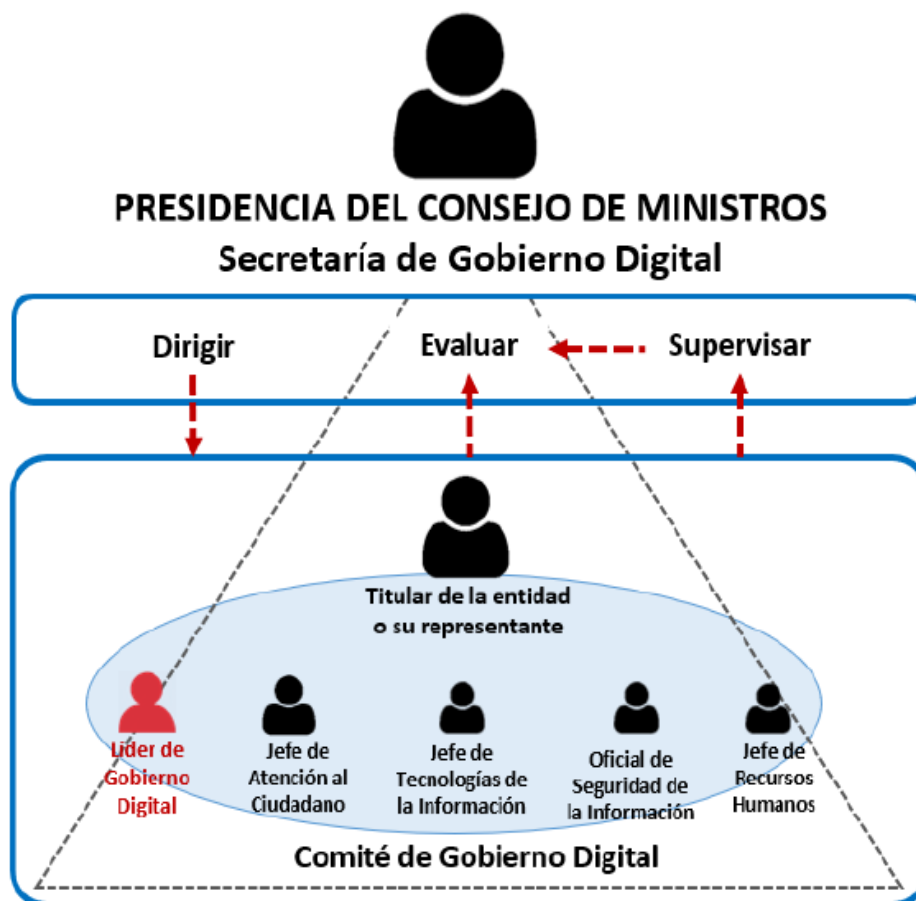 PRESIDENCIA DEL CONSEJO DE MINISTROS
Secretaría de Gobierno Digital
Dirigir
Evaluar
Supervisar
Titular de la entidad
o su representante
Líder de
Gobierno
Digital
Jefe de
Atención al
Ciudadano
Jefe de
Tecnologías de
la Información
Oficial de
Seguridad de
la Información
Jefe de
Recursos
Humanos
Comité de Gobierno Digital